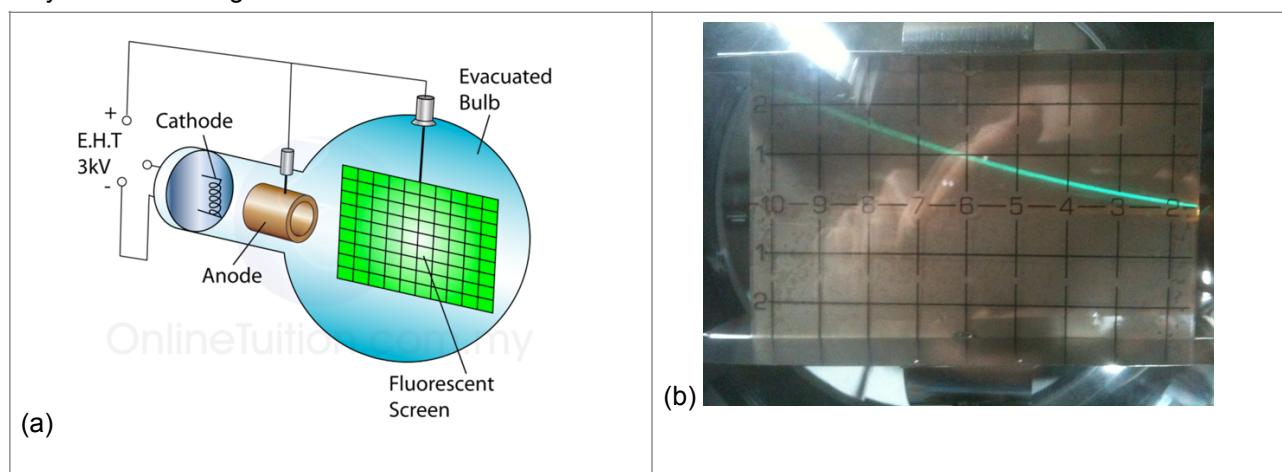 Evacuated
Bulb
Cathode
+
E.H.T
3kV
-
Anode
OnlineTuition.com.my
Fluorescent
Screen
(a)
2
1
10 9 8 7 6 5 4 3 2
1
2
(b)